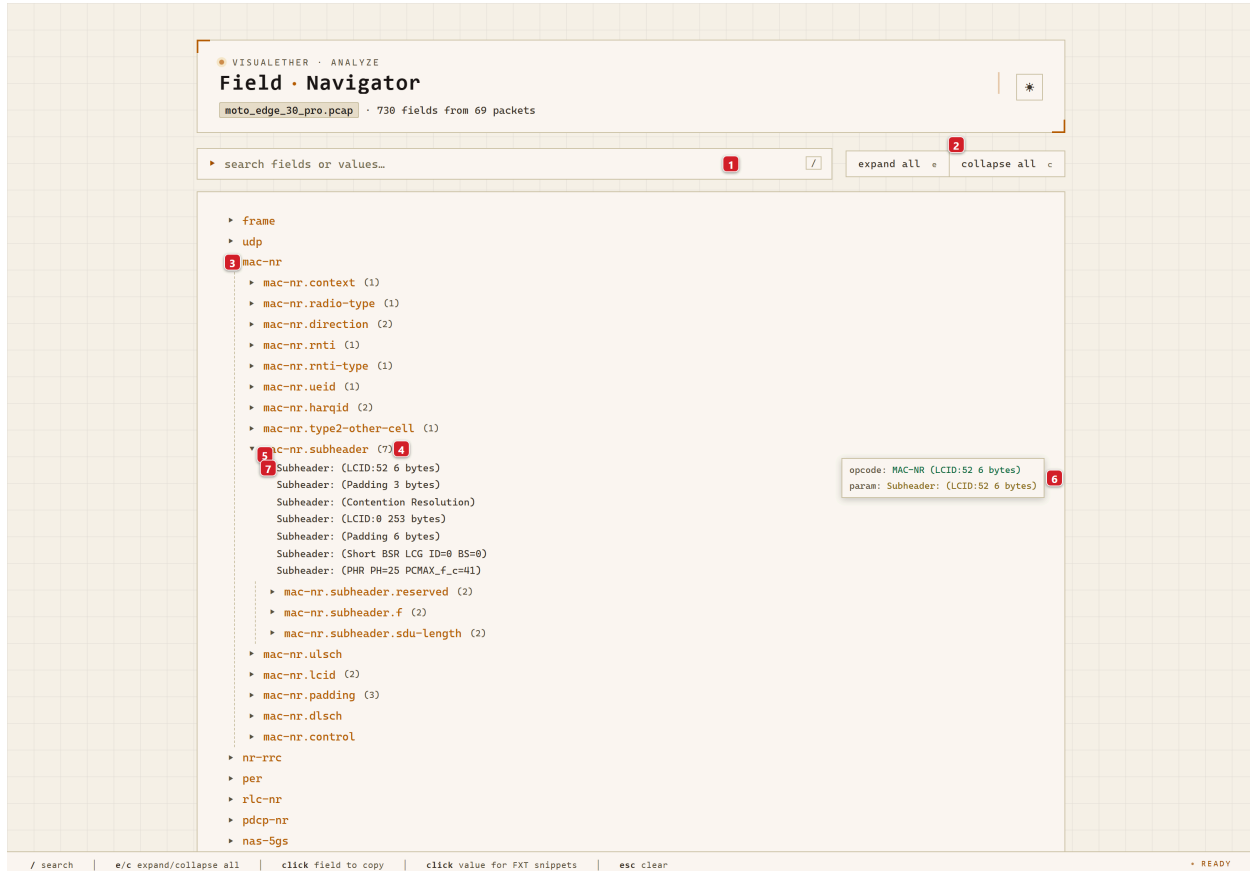 VISUALETHER · ANALYZE
Field · Navigator
moto_edge_30_pro.pcap · 730 fields from 69 packets
search fields or values… 1 /
2
expand all e collapse all c
frame
udp
3 mac-nr
mac-nr.context (1)
mac-nr.radio-type (1)
mac-nr.direction (2)
mac-nr.rnti (1)
mac-nr.rnti-type (1)
mac-nr.ueid (1)
mac-nr.harqid (2)
mac-nr.type2-other-cell (1)
mac-nr.subheader (7) 4
5
7 Subheader: (LCID:52 6 bytes)
Subheader: (Padding 3 bytes)
Subheader: (Contention Resolution)
Subheader: (LCID:0 253 bytes)
Subheader: (Padding 6 bytes)
Subheader: (Short BSR LCG ID=0 BS=0)
Subheader: (PHR PH=25 PCMAX_f_c=41)
opcode: MAC-NR (LCID:52 6 bytes)
param: Subheader: (LCID:52 6 bytes)
6
mac-nr.subheader.reserved (2)
mac-nr.subheader.f (2)
mac-nr.subheader.sdu-length (2)
mac-nr.ulsch
mac-nr.lcid (2)
mac-nr.padding (3)
mac-nr.dlsch
mac-nr.control
nr-rrc
per
rlc-nr
pdcp-nr
nas-5gs
/ search | e/c expand/collapse all | click field to copy | click value for FXT snippets | esc clear
• READY